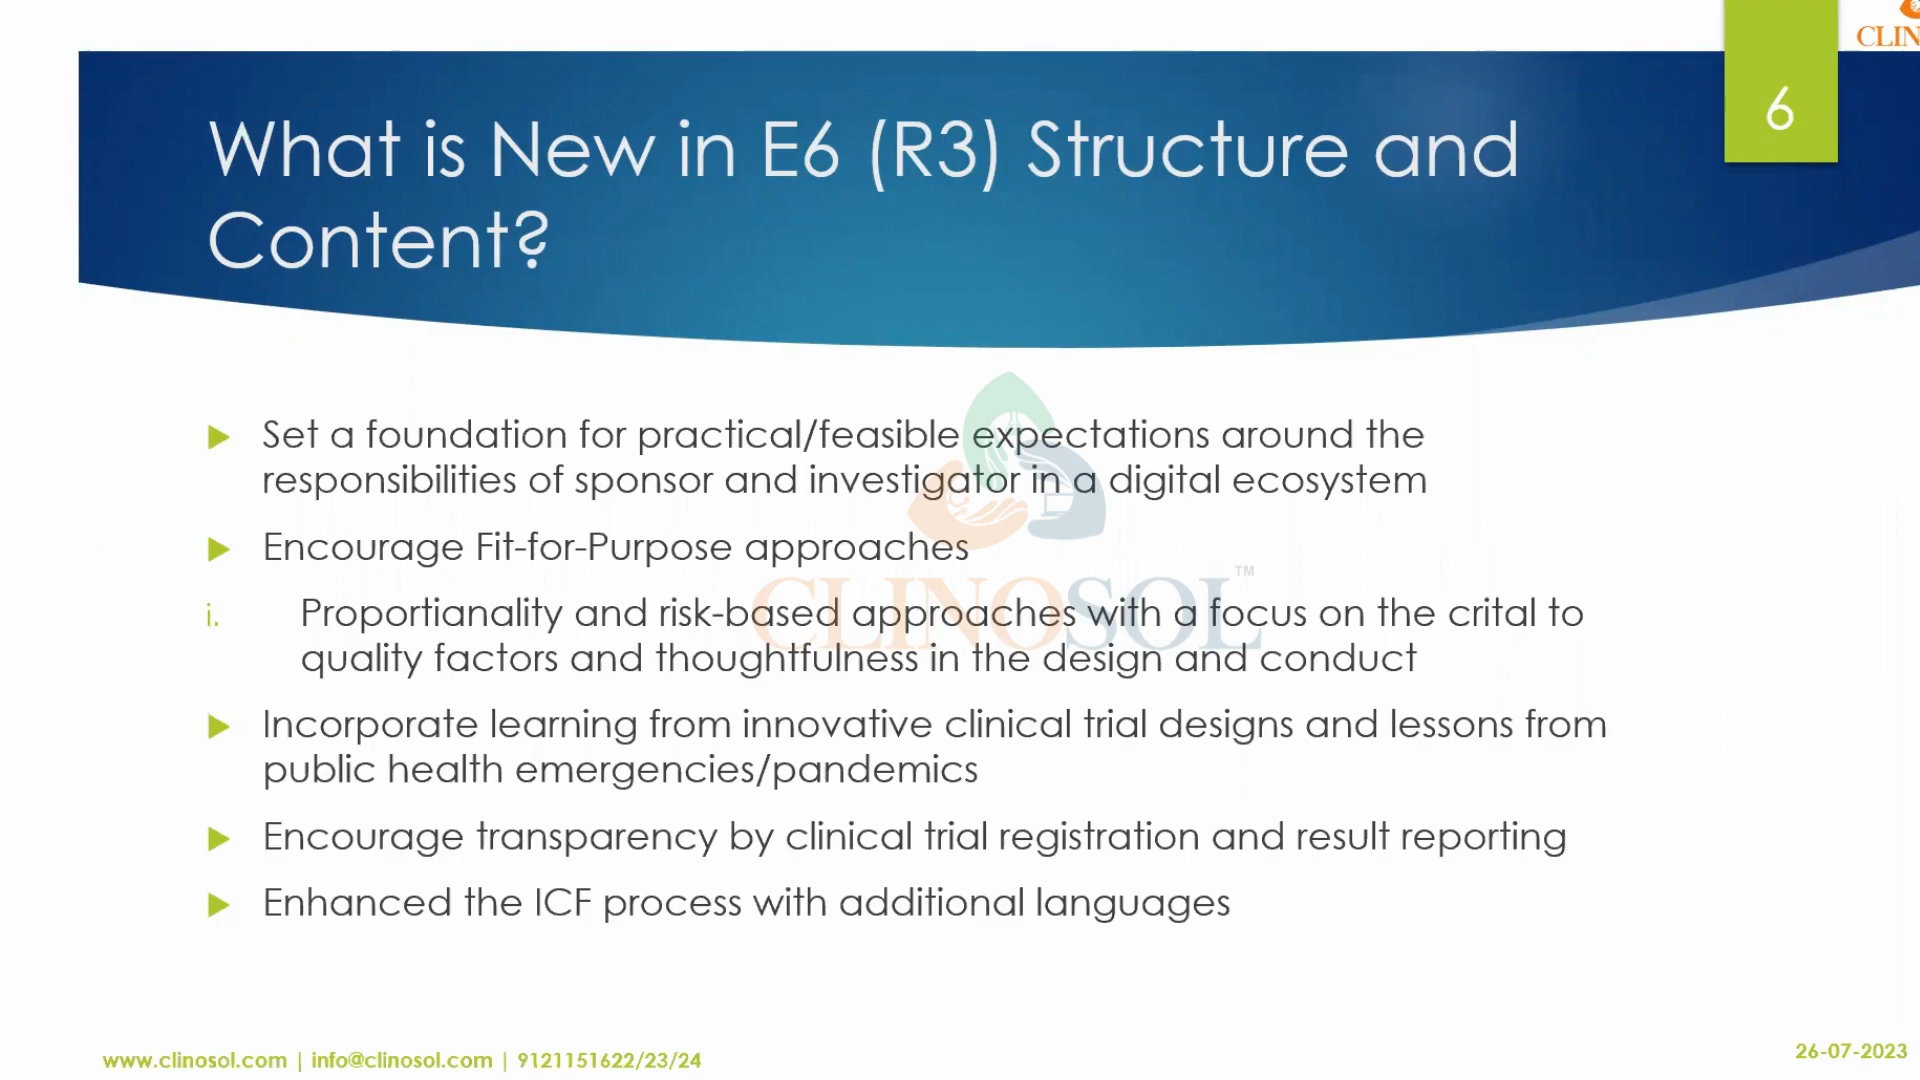 CLIN
6
What is New in E6 (R3) Structure and
Content?
Set a foundation for practical/feasible expectations around the
responsibilities of sponsor and investigator in a digital ecosystem
Encourage Fit-for-Purpose approaches
i. Proportianality and risk-based approaches with a focus on the crital to
quality factors and thoughtfulness in the design and conduct
Incorporate learning from innovative clinical trial designs and lessons from
public health emergencies/pandemics
Encourage transparency by clinical trial registration and result reporting
Enhanced the ICF process with additional languages
CLINOSOL™
www.clinosol.com | info@clinosol.com | 9121151622/23/24
26-07-2023